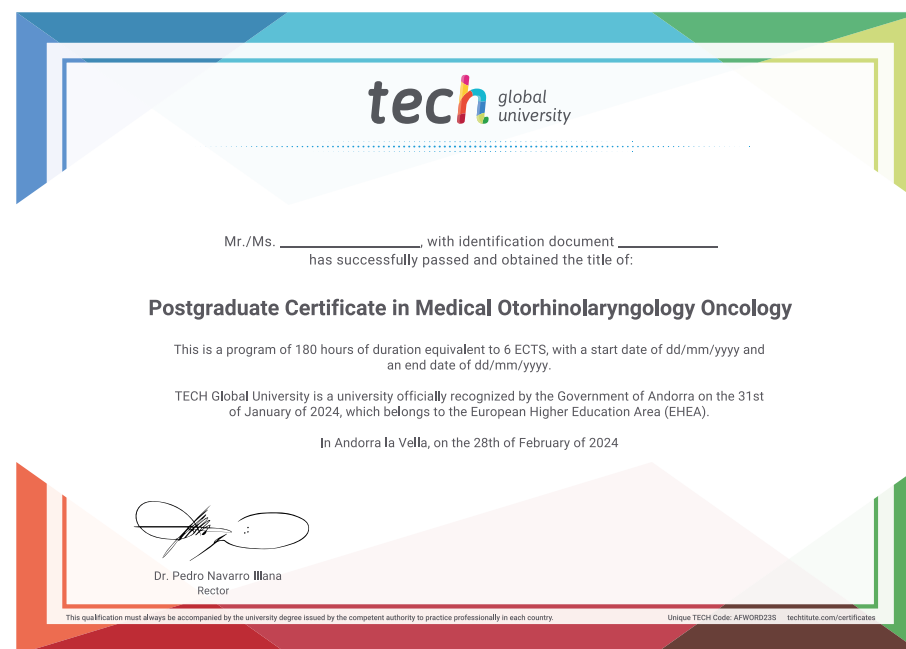 tech global university
Mr./Ms. ____________________, with identification document ______________
has successfully passed and obtained the title of:
Postgraduate Certificate in Medical Otorhinolaryngology Oncology
This is a program of 180 hours of duration equivalent to 6 ECTS, with a start date of dd/mm/yyyy and
an end date of dd/mm/yyyy.
TECH Global University is a university officially recognized by the Government of Andorra on the 31st
of January of 2024, which belongs to the European Higher Education Area (EHEA).
In Andorra la Vella, on the 28th of February of 2024
Dr. Pedro Navarro Illana
Rector
This qualification must always be accompanied by the university degree issued by the competent authority to practice professionally in each country.
Unique TECH Code: AFWORD23S techtitute.com/certificates